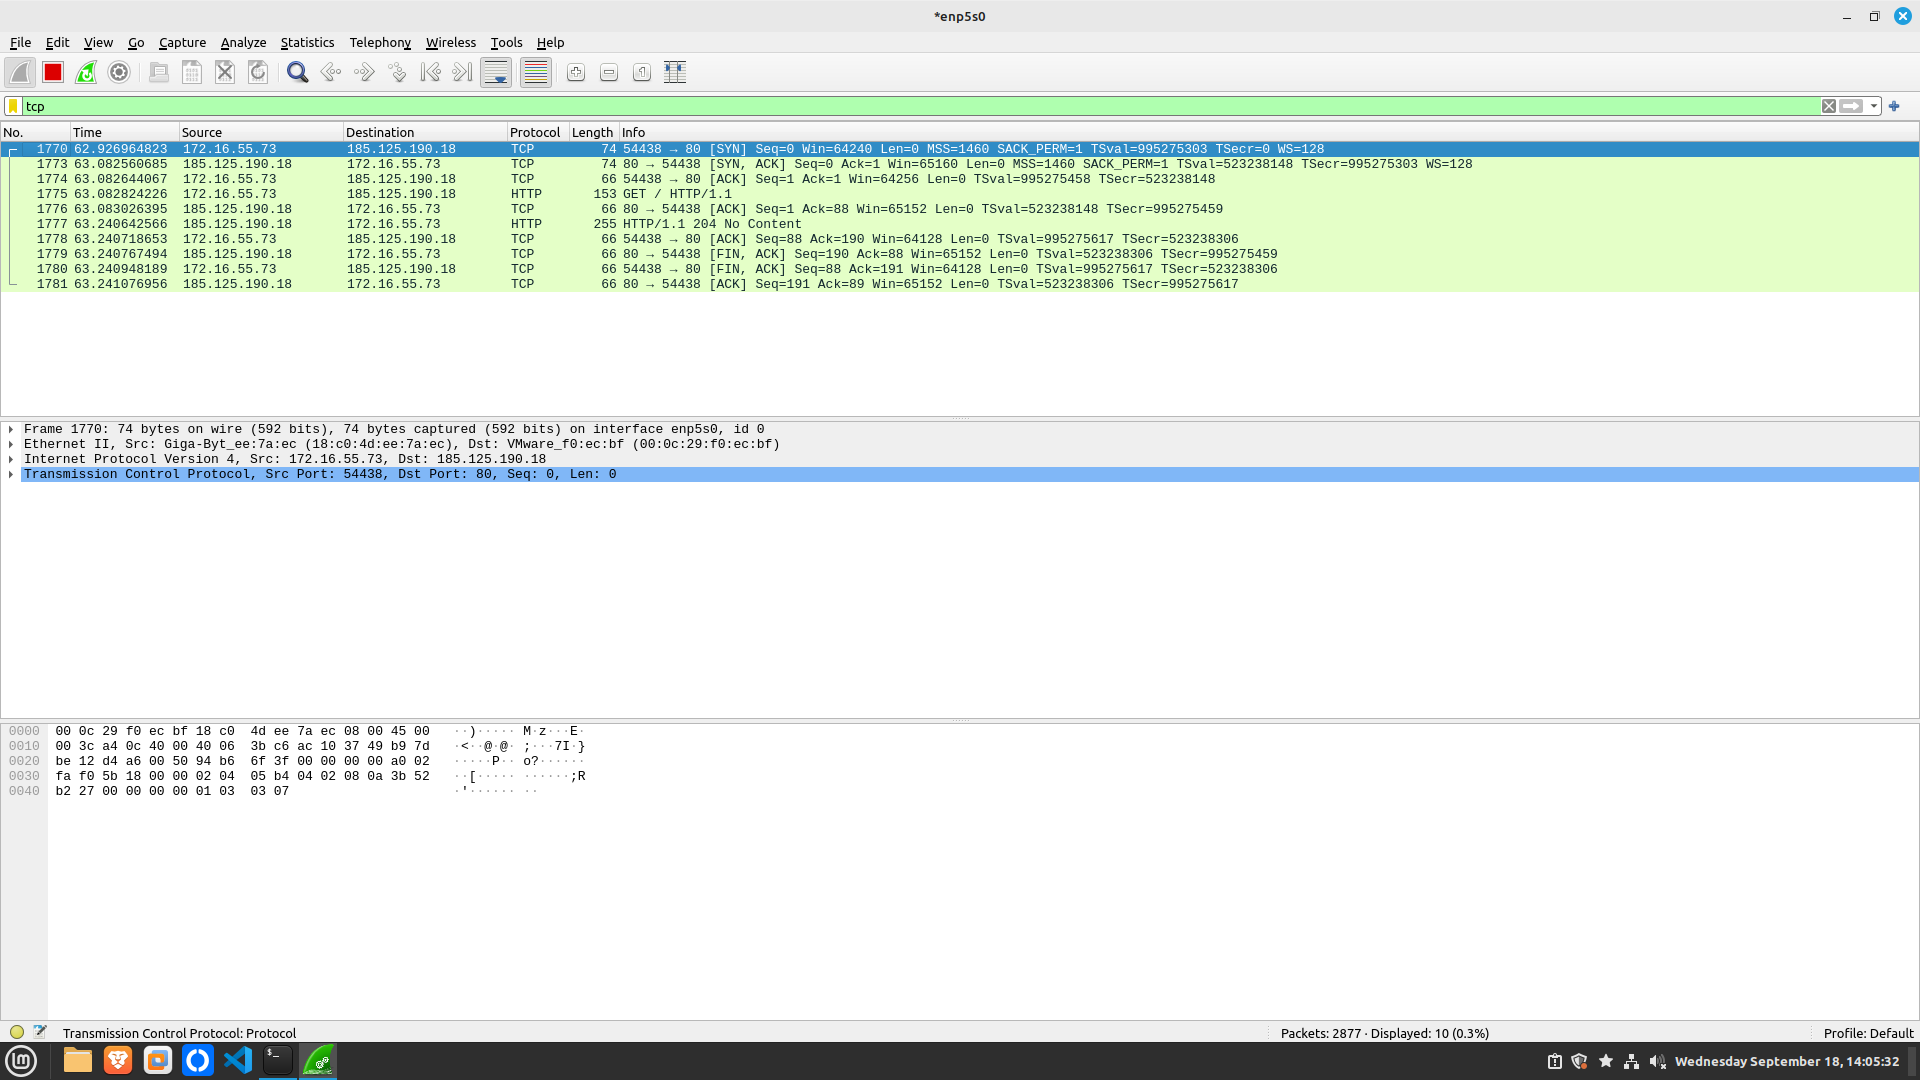 *enp5s0
File Edit View Go Capture Analyze Statistics Telephony Wireless Tools Help
tcp
No. Time Source Destination Protocol Length Info
1770 62.926964823 172.16.55.73 185.125.190.18 TCP 74 54438 → 80 [SYN] Seq=0 Win=64240 Len=0 MSS=1460 SACK_PERM=1 TSval=995275303 TSecr=0 WS=128
1773 63.082560685 185.125.190.18 172.16.55.73 TCP 74 80 → 54438 [SYN, ACK] Seq=0 Ack=1 Win=65160 Len=0 MSS=1460 SACK_PERM=1 TSval=523238148 TSecr=995275303 WS=128
1774 63.082644067 172.16.55.73 185.125.190.18 TCP 66 54438 → 80 [ACK] Seq=1 Ack=1 Win=64256 Len=0 TSval=995275458 TSecr=523238148
1775 63.082824226 172.16.55.73 185.125.190.18 HTTP 153 GET / HTTP/1.1
1776 63.083026395 185.125.190.18 172.16.55.73 TCP 66 80 → 54438 [ACK] Seq=1 Ack=88 Win=65152 Len=0 TSval=523238148 TSecr=995275459
1777 63.240642566 185.125.190.18 172.16.55.73 HTTP 255 HTTP/1.1 204 No Content
1778 63.240718653 172.16.55.73 185.125.190.18 TCP 66 54438 → 80 [ACK] Seq=88 Ack=190 Win=64128 Len=0 TSval=995275617 TSecr=523238306
1779 63.240767494 185.125.190.18 172.16.55.73 TCP 66 80 → 54438 [FIN, ACK] Seq=190 Ack=88 Win=65152 Len=0 TSval=523238306 TSecr=995275459
1780 63.240948189 172.16.55.73 185.125.190.18 TCP 66 54438 → 80 [FIN, ACK] Seq=88 Ack=191 Win=64128 Len=0 TSval=995275617 TSecr=523238306
1781 63.241076956 185.125.190.18 172.16.55.73 TCP 66 80 → 54438 [ACK] Seq=191 Ack=89 Win=65152 Len=0 TSval=523238306 TSecr=995275617
Frame 1770: 74 bytes on wire (592 bits), 74 bytes captured (592 bits) on interface enp5s0, id 0
Ethernet II, Src: Giga-Byt_ee:7a:ec (18:c0:4d:ee:7a:ec), Dst: VMware_f0:ec:bf (00:0c:29:f0:ec:bf)
Internet Protocol Version 4, Src: 172.16.55.73, Dst: 185.125.190.18
Transmission Control Protocol, Src Port: 54438, Dst Port: 80, Seq: 0, Len: 0
0000 00 0c 29 f0 ec bf 18 c0 4d ee 7a ec 08 00 45 00 ··)····· M·z···E·
0010 00 3c a4 0c 40 00 40 06 3b c6 ac 10 37 49 b9 7d ·<··@·@· ;···7I·}
0020 be 12 d4 a6 00 50 94 b6 6f 3f 00 00 00 00 a0 02 ·····P·· o?······
0030 fa f0 5b 18 00 00 02 04 05 b4 04 02 08 0a 3b 52 ··[····· ······;R
0040 b2 27 00 00 00 00 01 03 03 07 ·'······ ··
Transmission Control Protocol: Protocol Packets: 2877 · Displayed: 10 (0.3%) Profile: Default
Wednesday September 18, 14:05:32